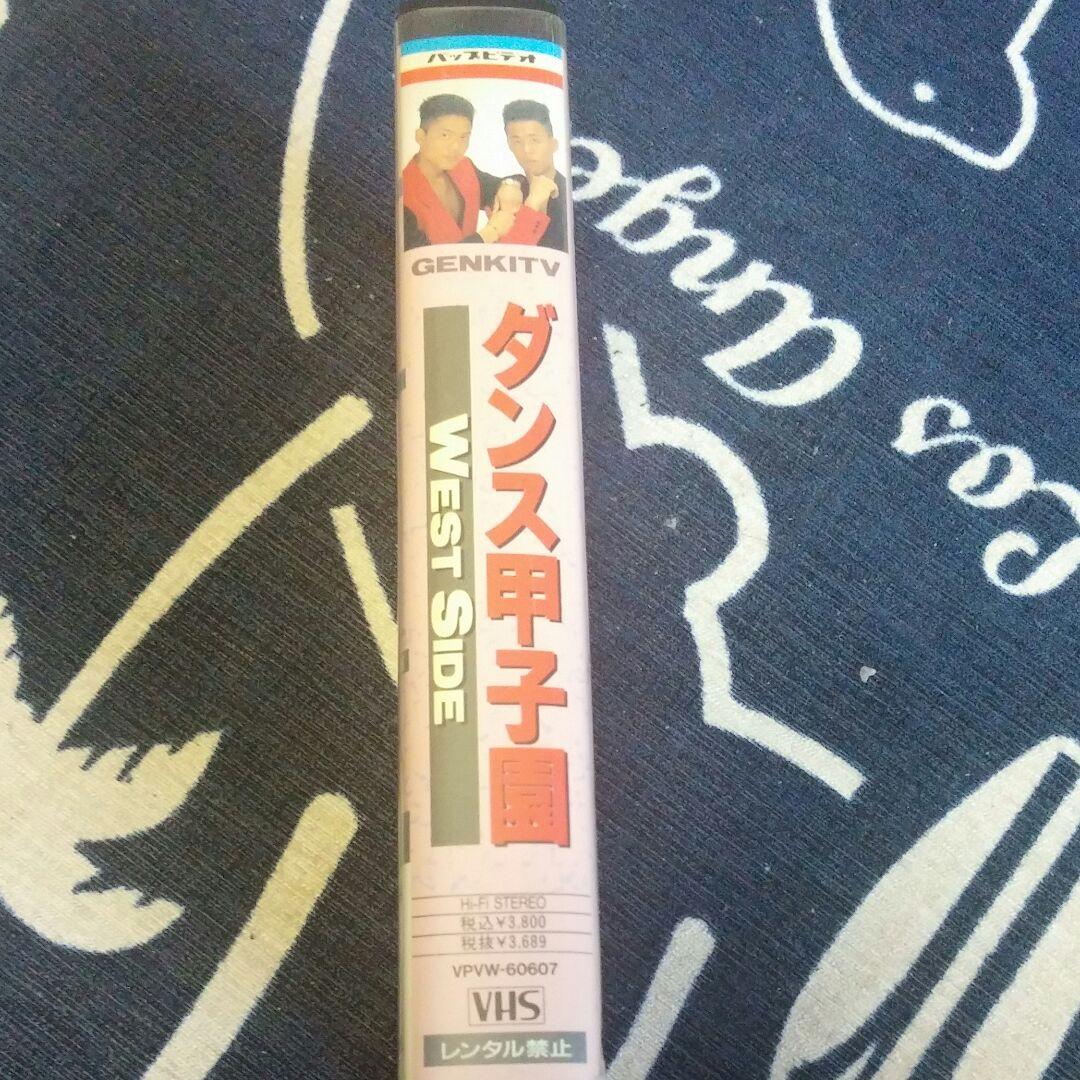 バップビデオ
GENKITV
ダンス甲子園
WEST SIDE
Hi-Fi STEREO
税込¥3.800
税抜¥3.689
VPVW-60607
VHS
レンタル禁止